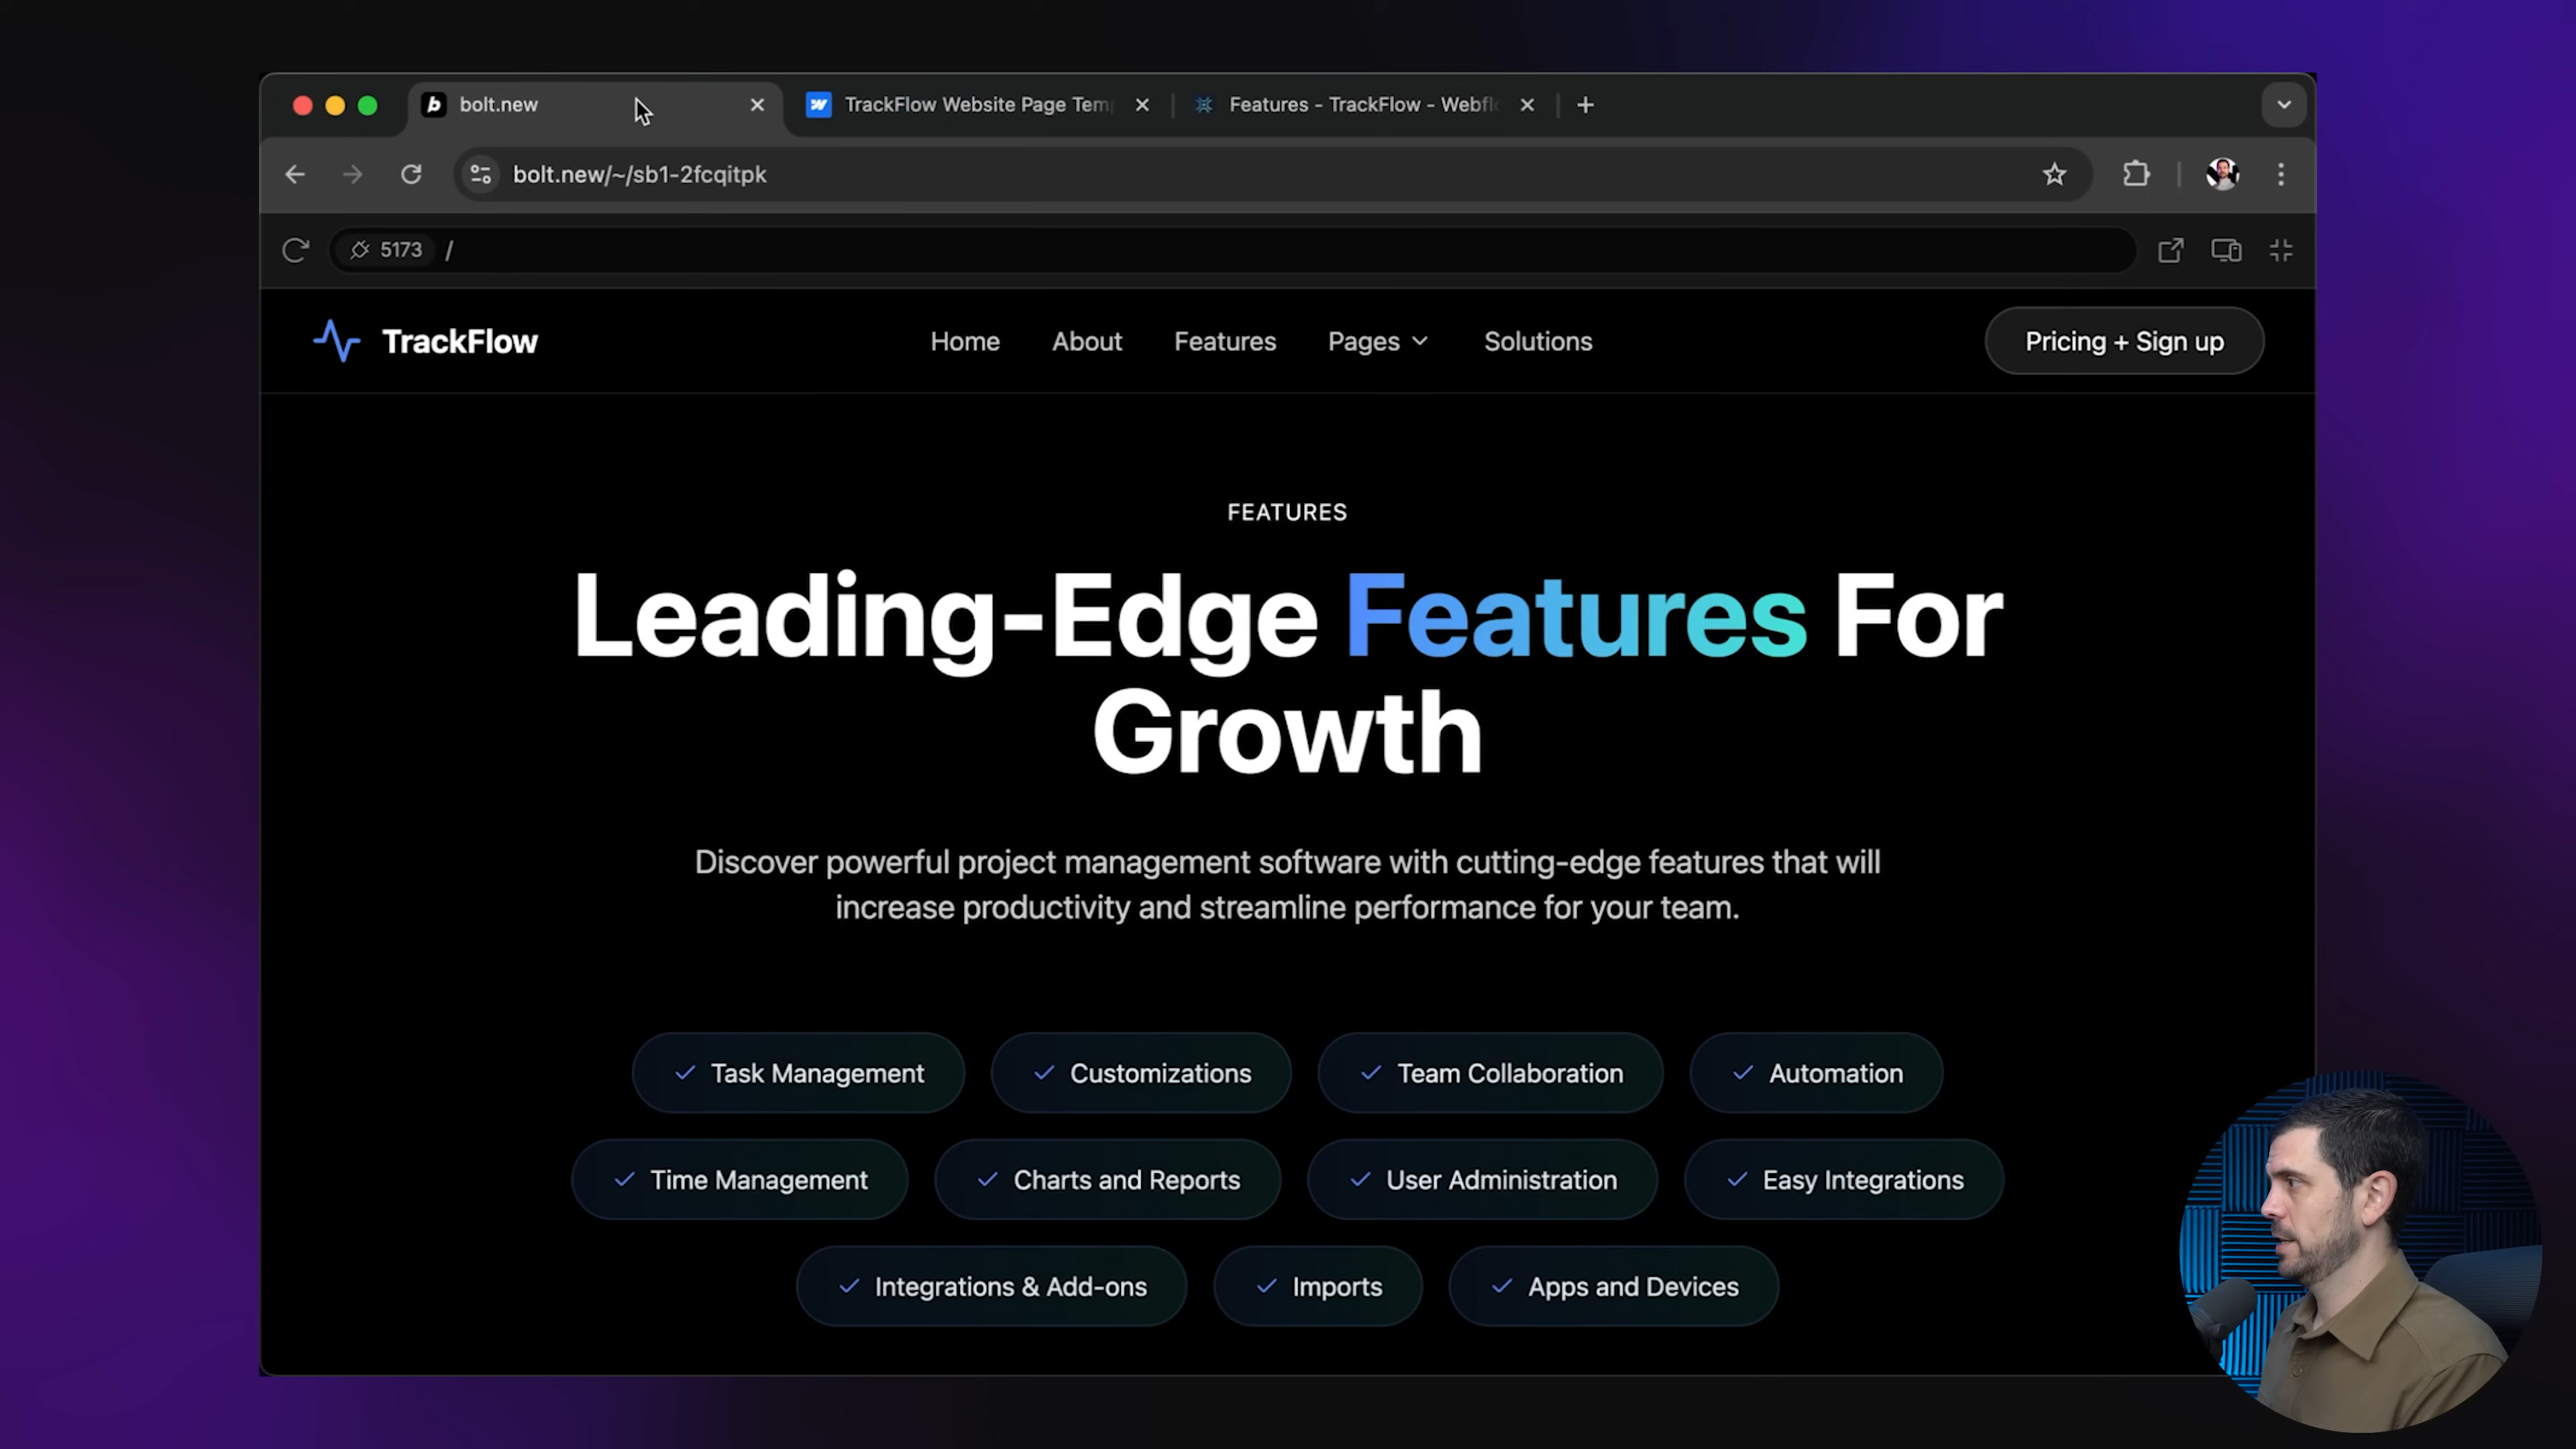 bolt.new
TrackFlow Website Page Tem
Features - TrackFlow - Webfl
bolt.new/~/sb1-2fcqitpk
5173 /
TrackFlow
Home About Features Pages Solutions
Pricing + Sign up
FEATURES
Leading-Edge Features For
Growth
Discover powerful project management software with cutting-edge features that will
increase productivity and streamline performance for your team.
Task Management Customizations Team Collaboration Automation
Time Management Charts and Reports User Administration Easy Integrations
Integrations & Add-ons Imports Apps and Devices